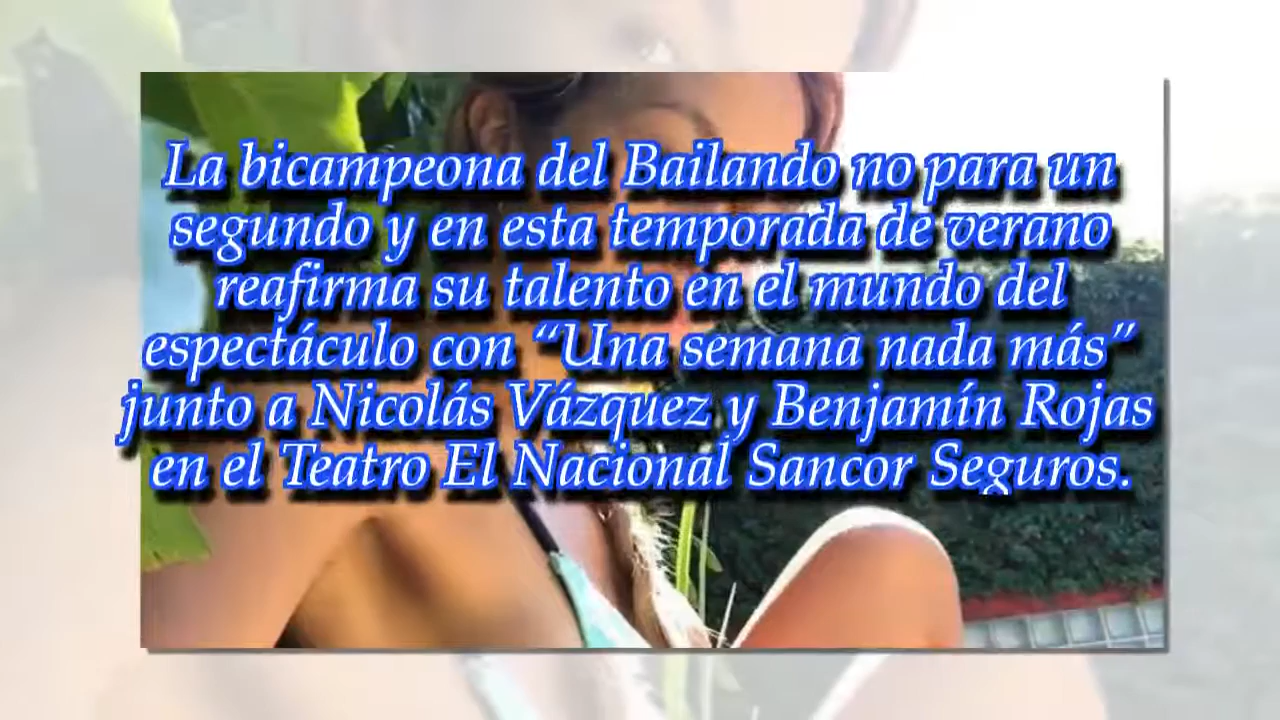 La bicampeona del Bailando no para un
segundo y en esta temporada de verano
reafirma su talento en el mundo del
espectáculo con “Una semana nada más”
junto a Nicolás Vázquez y Benjamín Rojas
en el Teatro El Nacional Sancor Seguros.